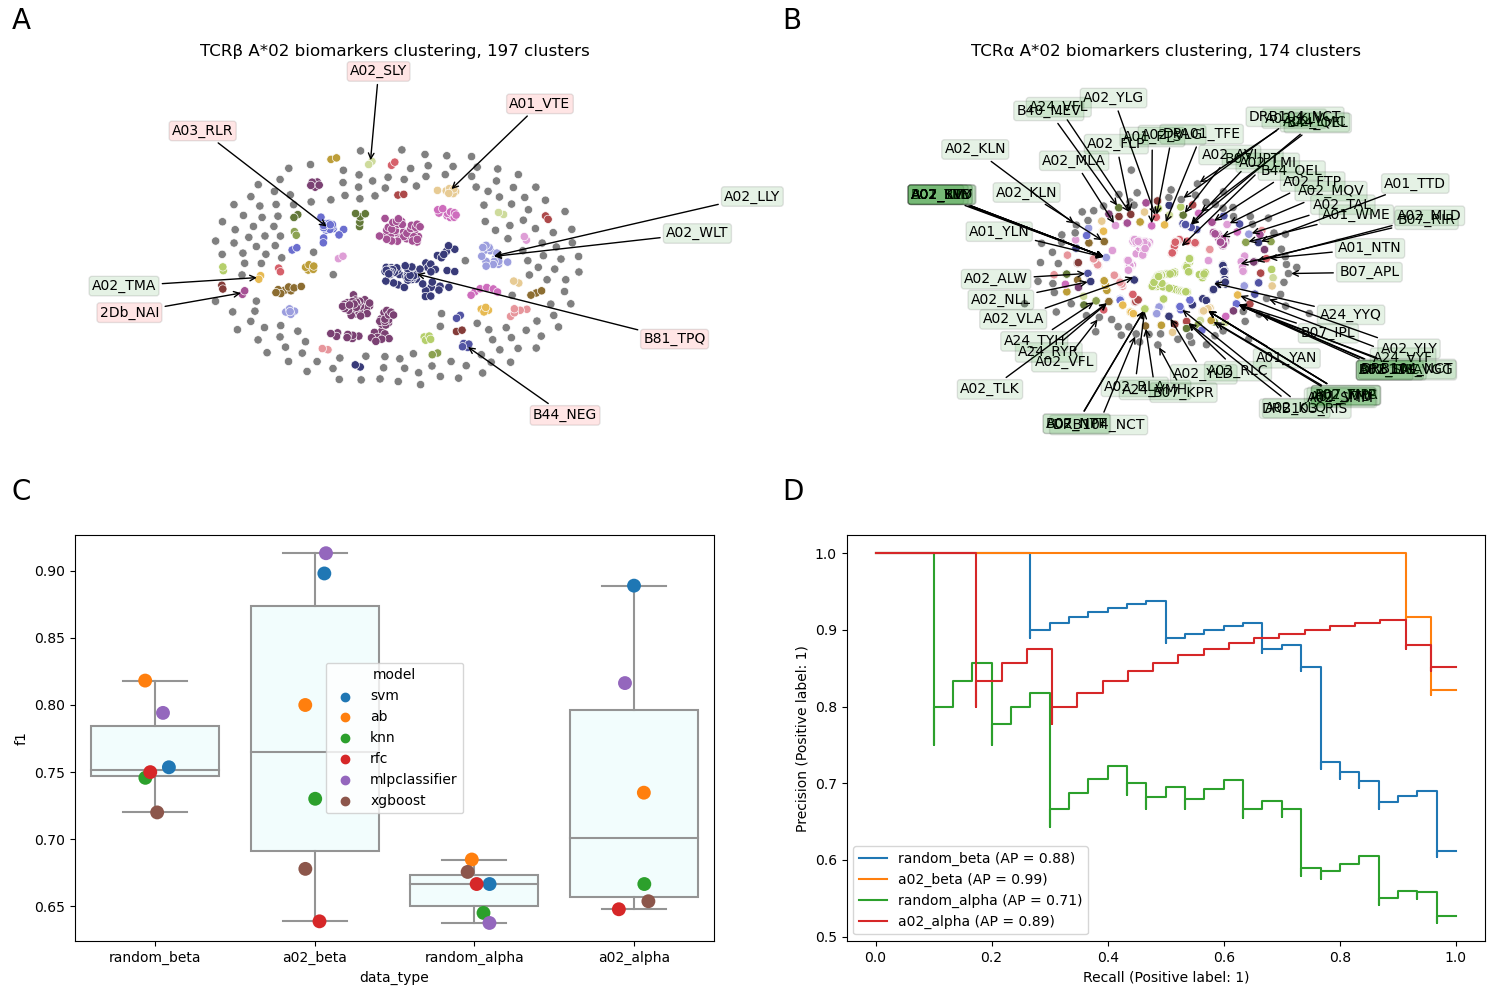 A
TCRβ A*02 biomarkers clustering, 197 clusters
A02_SLY
A01_VTE
A03_RLR
A02_LLY
A02_WLT
A02_TMA
2Db_NAI
B81_TPQ
B44_NEG
B
TCRα A*02 biomarkers clustering, 174 clusters
A02_YLG
A24_VFL
B40_MEV
A02_KLN
A02_FLP
DPA01_TFE
A02_MLA
A02_KLN
B44_QEL
A02_FTP
A02_MQV
A02_TAL
A01_TTD
A01_WME
A02_MLD
B07_RIR
A01_YLN
A01_NTN
B07_APL
A02_ALW
A02_NLL
A02_VLA
A24_TYH
A24_RYR
A02_VFL
A02_TLK
A24_YYQ
B07_IPL
A02_YLY
A24_VYF
A01_YAN
A02_RLC
A02_YLD
B07_KPR
C
f1
0.90
0.85
0.80
0.75
0.70
0.65
model
svm
ab
knn
rfc
mlpclassifier
xgboost
random_beta
a02_beta
random_alpha
a02_alpha
data_type
D
Precision (Positive label: 1)
1.0
0.9
0.8
0.7
0.6
0.5
random_beta (AP = 0.88)
a02_beta (AP = 0.99)
random_alpha (AP = 0.71)
a02_alpha (AP = 0.89)
0.0
0.2
0.4
0.6
0.8
1.0
Recall (Positive label: 1)